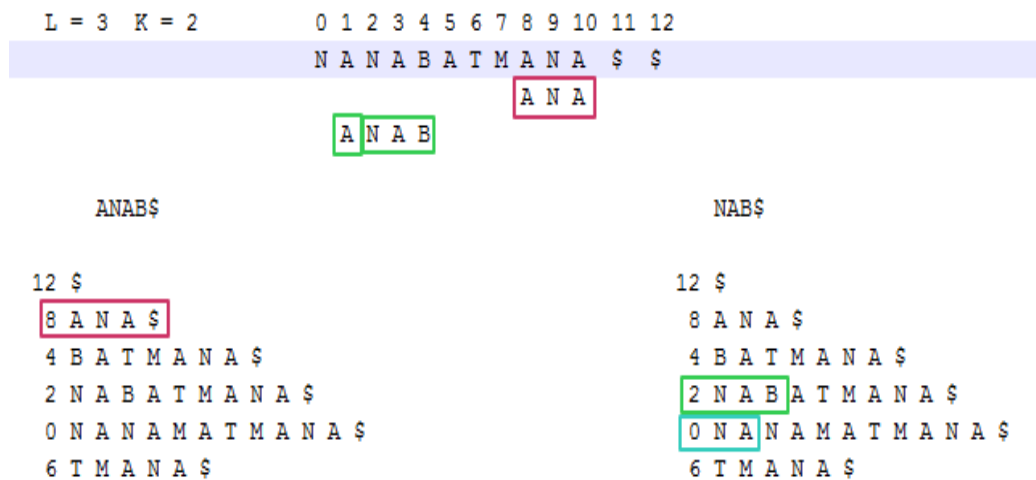 L = 3 K = 2 0 1 2 3 4 5 6 7 8 9 10 11 12
N A N A B A T M A N A $ $
A N A
A N A B
ANAB$ NAB$
12 $ 12 $
8 A N A $ 8 A N A $
4 B A T M A N A $ 4 B A T M A N A $
2 N A B A T M A N A $ 2 N A B A T M A N A $
0 N A N A M A T M A N A $ 0 N A N A M A T M A N A $
6 T M A N A $ 6 T M A N A $